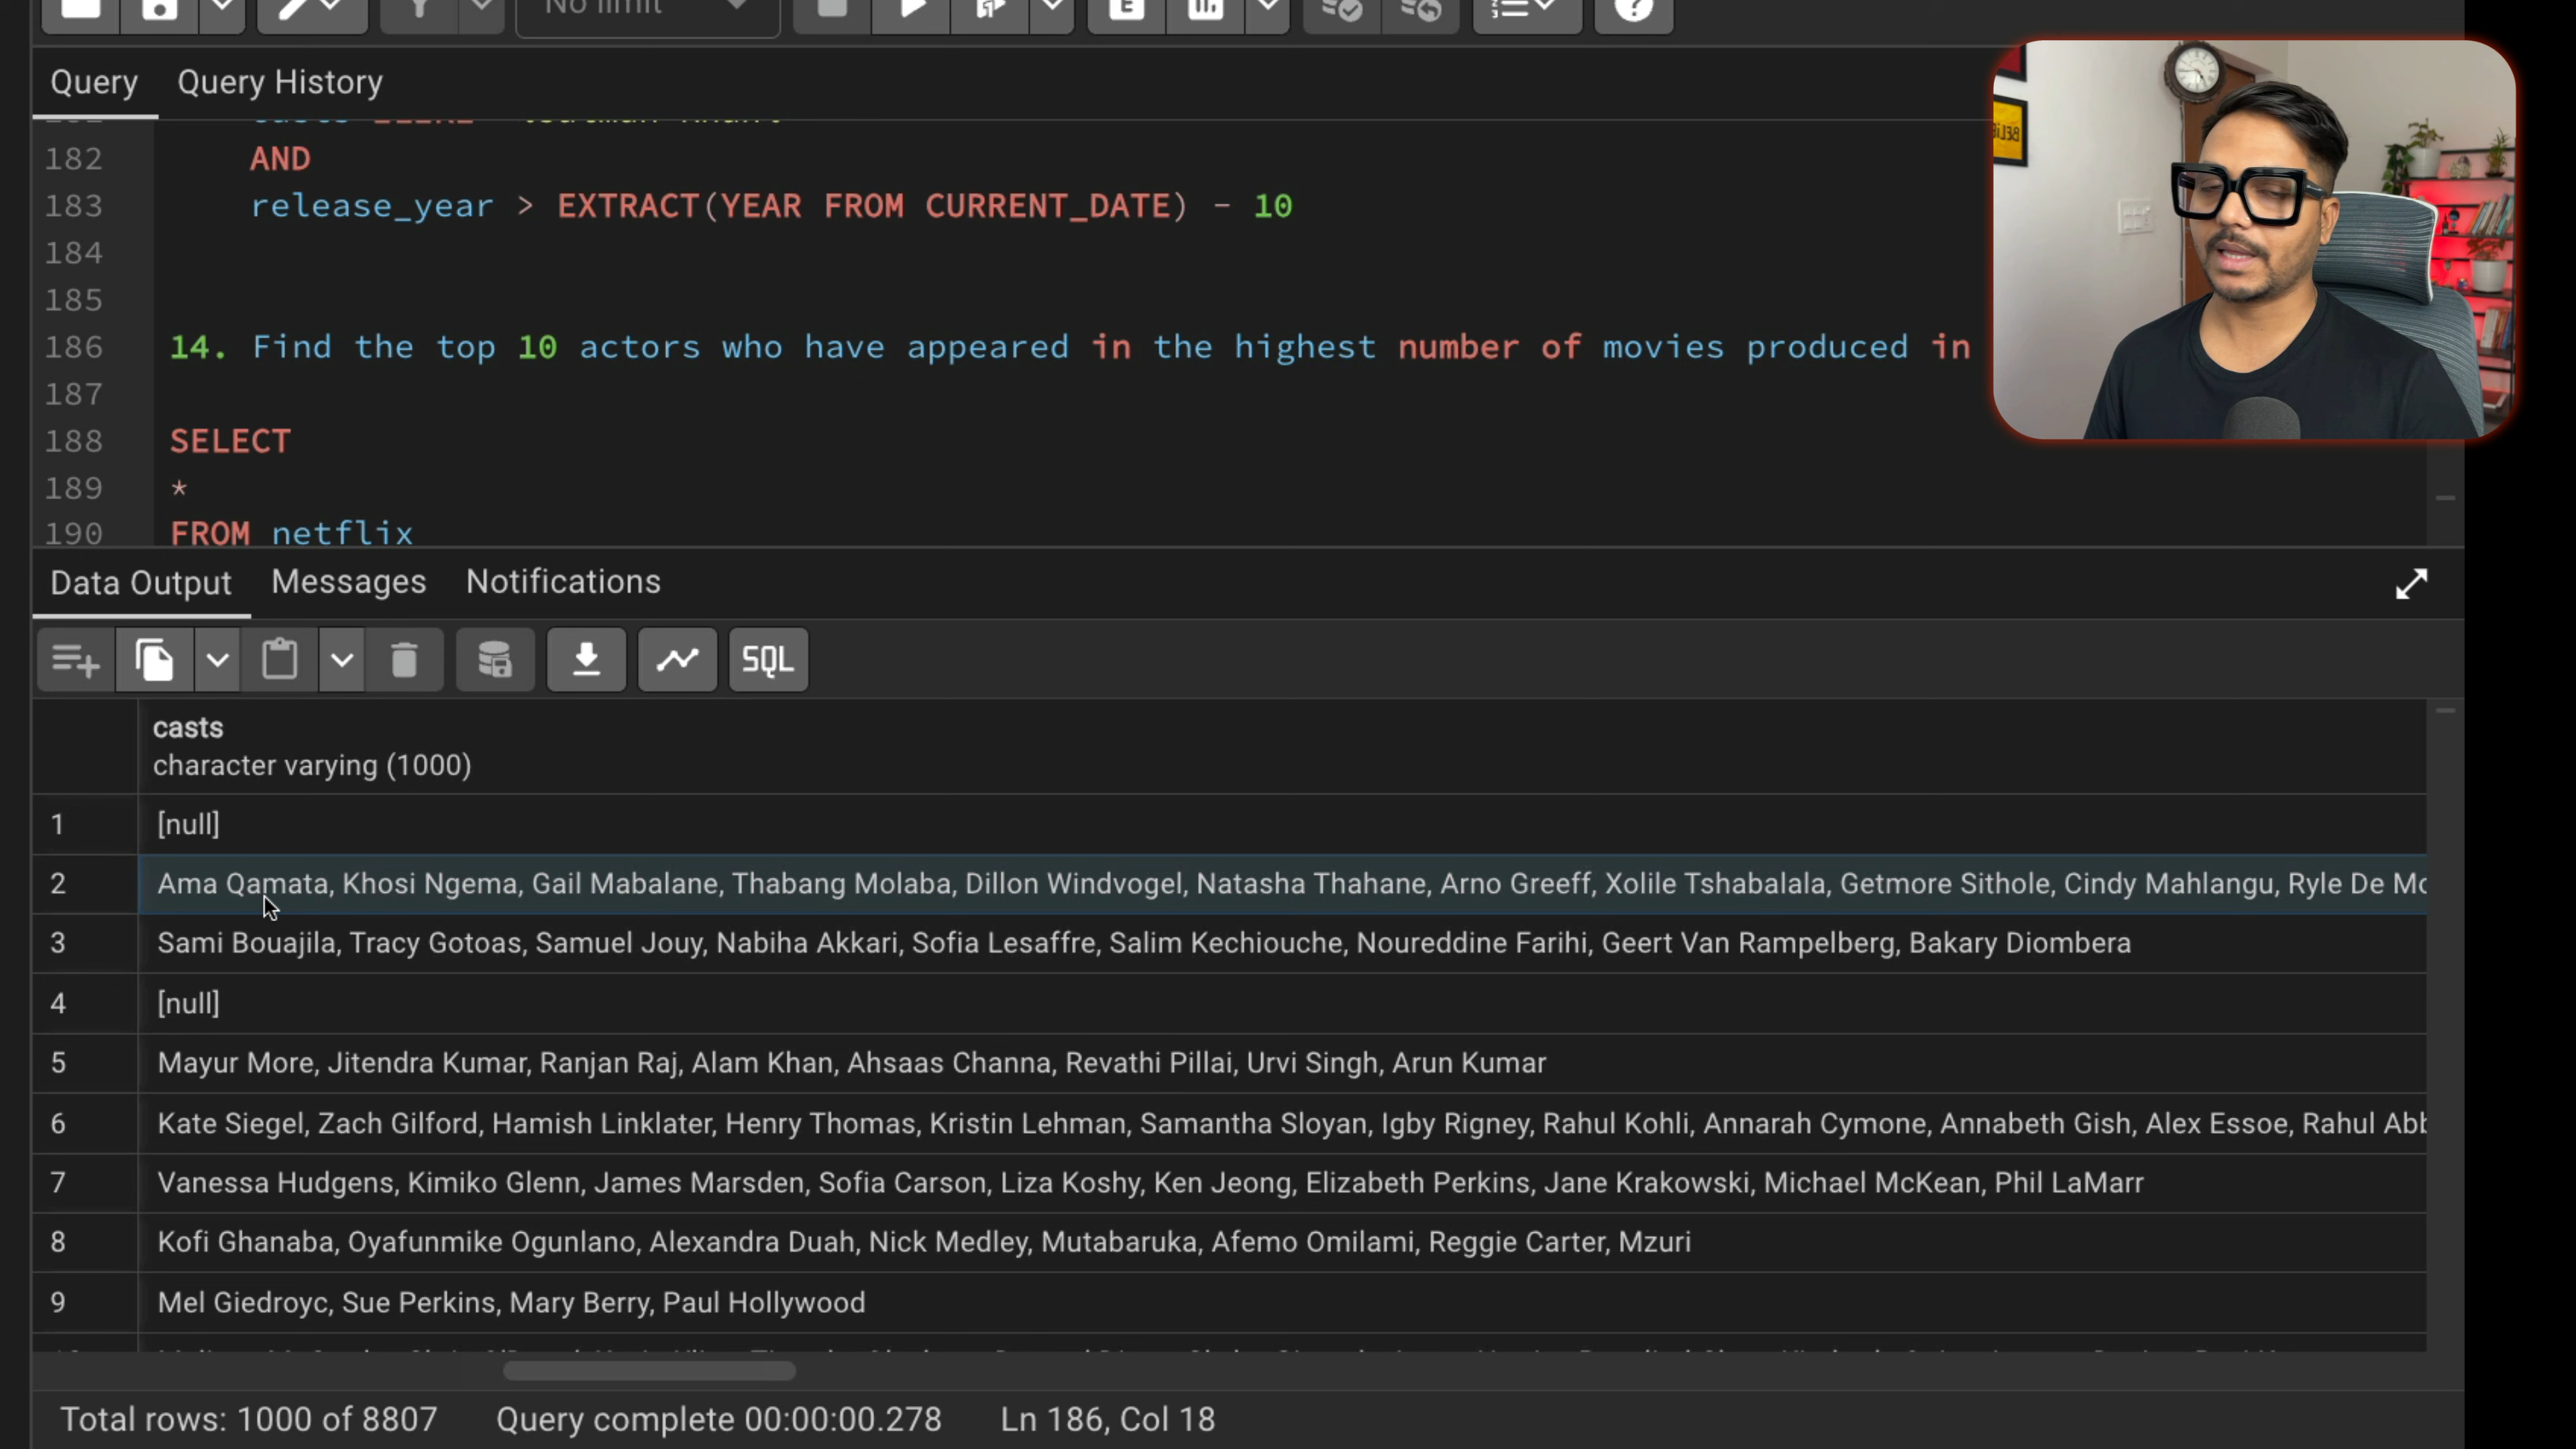 No limit
Query Query History
182 AND
183 release_year > EXTRACT(YEAR FROM CURRENT_DATE) - 10
184
185
186 14. Find the top 10 actors who have appeared in the highest number of movies produced in
187
188 SELECT
189 *
190 FROM netflix
Data Output Messages Notifications
SQL
casts
character varying (1000)
1 [null]
2 Ama Qamata, Khosi Ngema, Gail Mabalane, Thabang Molaba, Dillon Windvogel, Natasha Thahane, Arno Greeff, Xolile Tshabalala, Getmore Sithole, Cindy Mahlangu, Ryle De Mo
3 Sami Bouajila, Tracy Gotoas, Samuel Jouy, Nabiha Akkari, Sofia Lesaffre, Salim Kechiouche, Noureddine Farihi, Geert Van Rampelberg, Bakary Diombera
4 [null]
5 Mayur More, Jitendra Kumar, Ranjan Raj, Alam Khan, Ahsaas Channa, Revathi Pillai, Urvi Singh, Arun Kumar
6 Kate Siegel, Zach Gilford, Hamish Linklater, Henry Thomas, Kristin Lehman, Samantha Sloyan, Igby Rigney, Rahul Kohli, Annarah Cymone, Annabeth Gish, Alex Essoe, Rahul Abb
7 Vanessa Hudgens, Kimiko Glenn, James Marsden, Sofia Carson, Liza Koshy, Ken Jeong, Elizabeth Perkins, Jane Krakowski, Michael McKean, Phil LaMarr
8 Kofi Ghanaba, Oyafunmike Ogunlano, Alexandra Duah, Nick Medley, Mutabaruka, Afemo Omilami, Reggie Carter, Mzuri
9 Mel Giedroyc, Sue Perkins, Mary Berry, Paul Hollywood
Total rows: 1000 of 8807 Query complete 00:00:00.278 Ln 186, Col 18